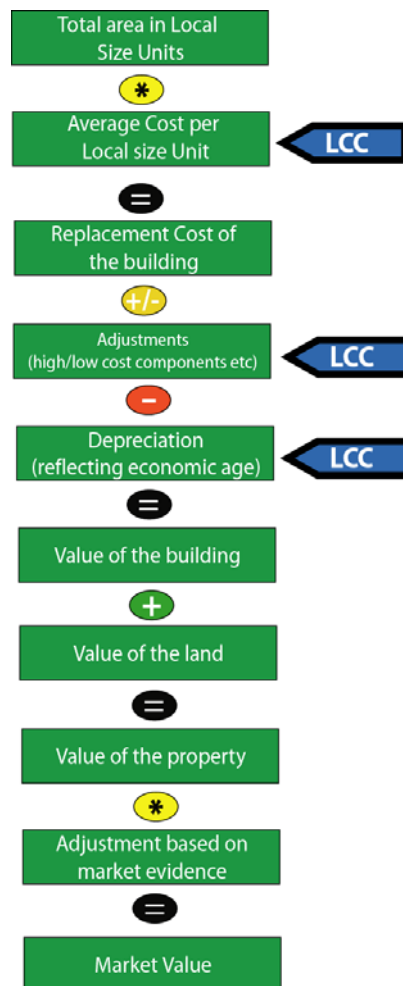 Total area in Local
Size Units
*
Average Cost per
Local size Unit
LCC
=
Replacement Cost of
the building
+/-
Adjustments
(high/low cost components etc)
LCC
-
Depreciation
(reflecting economic age)
LCC
=
Value of the building
+
Value of the land
=
Value of the property
*
Adjustment based on
market evidence
=
Market Value